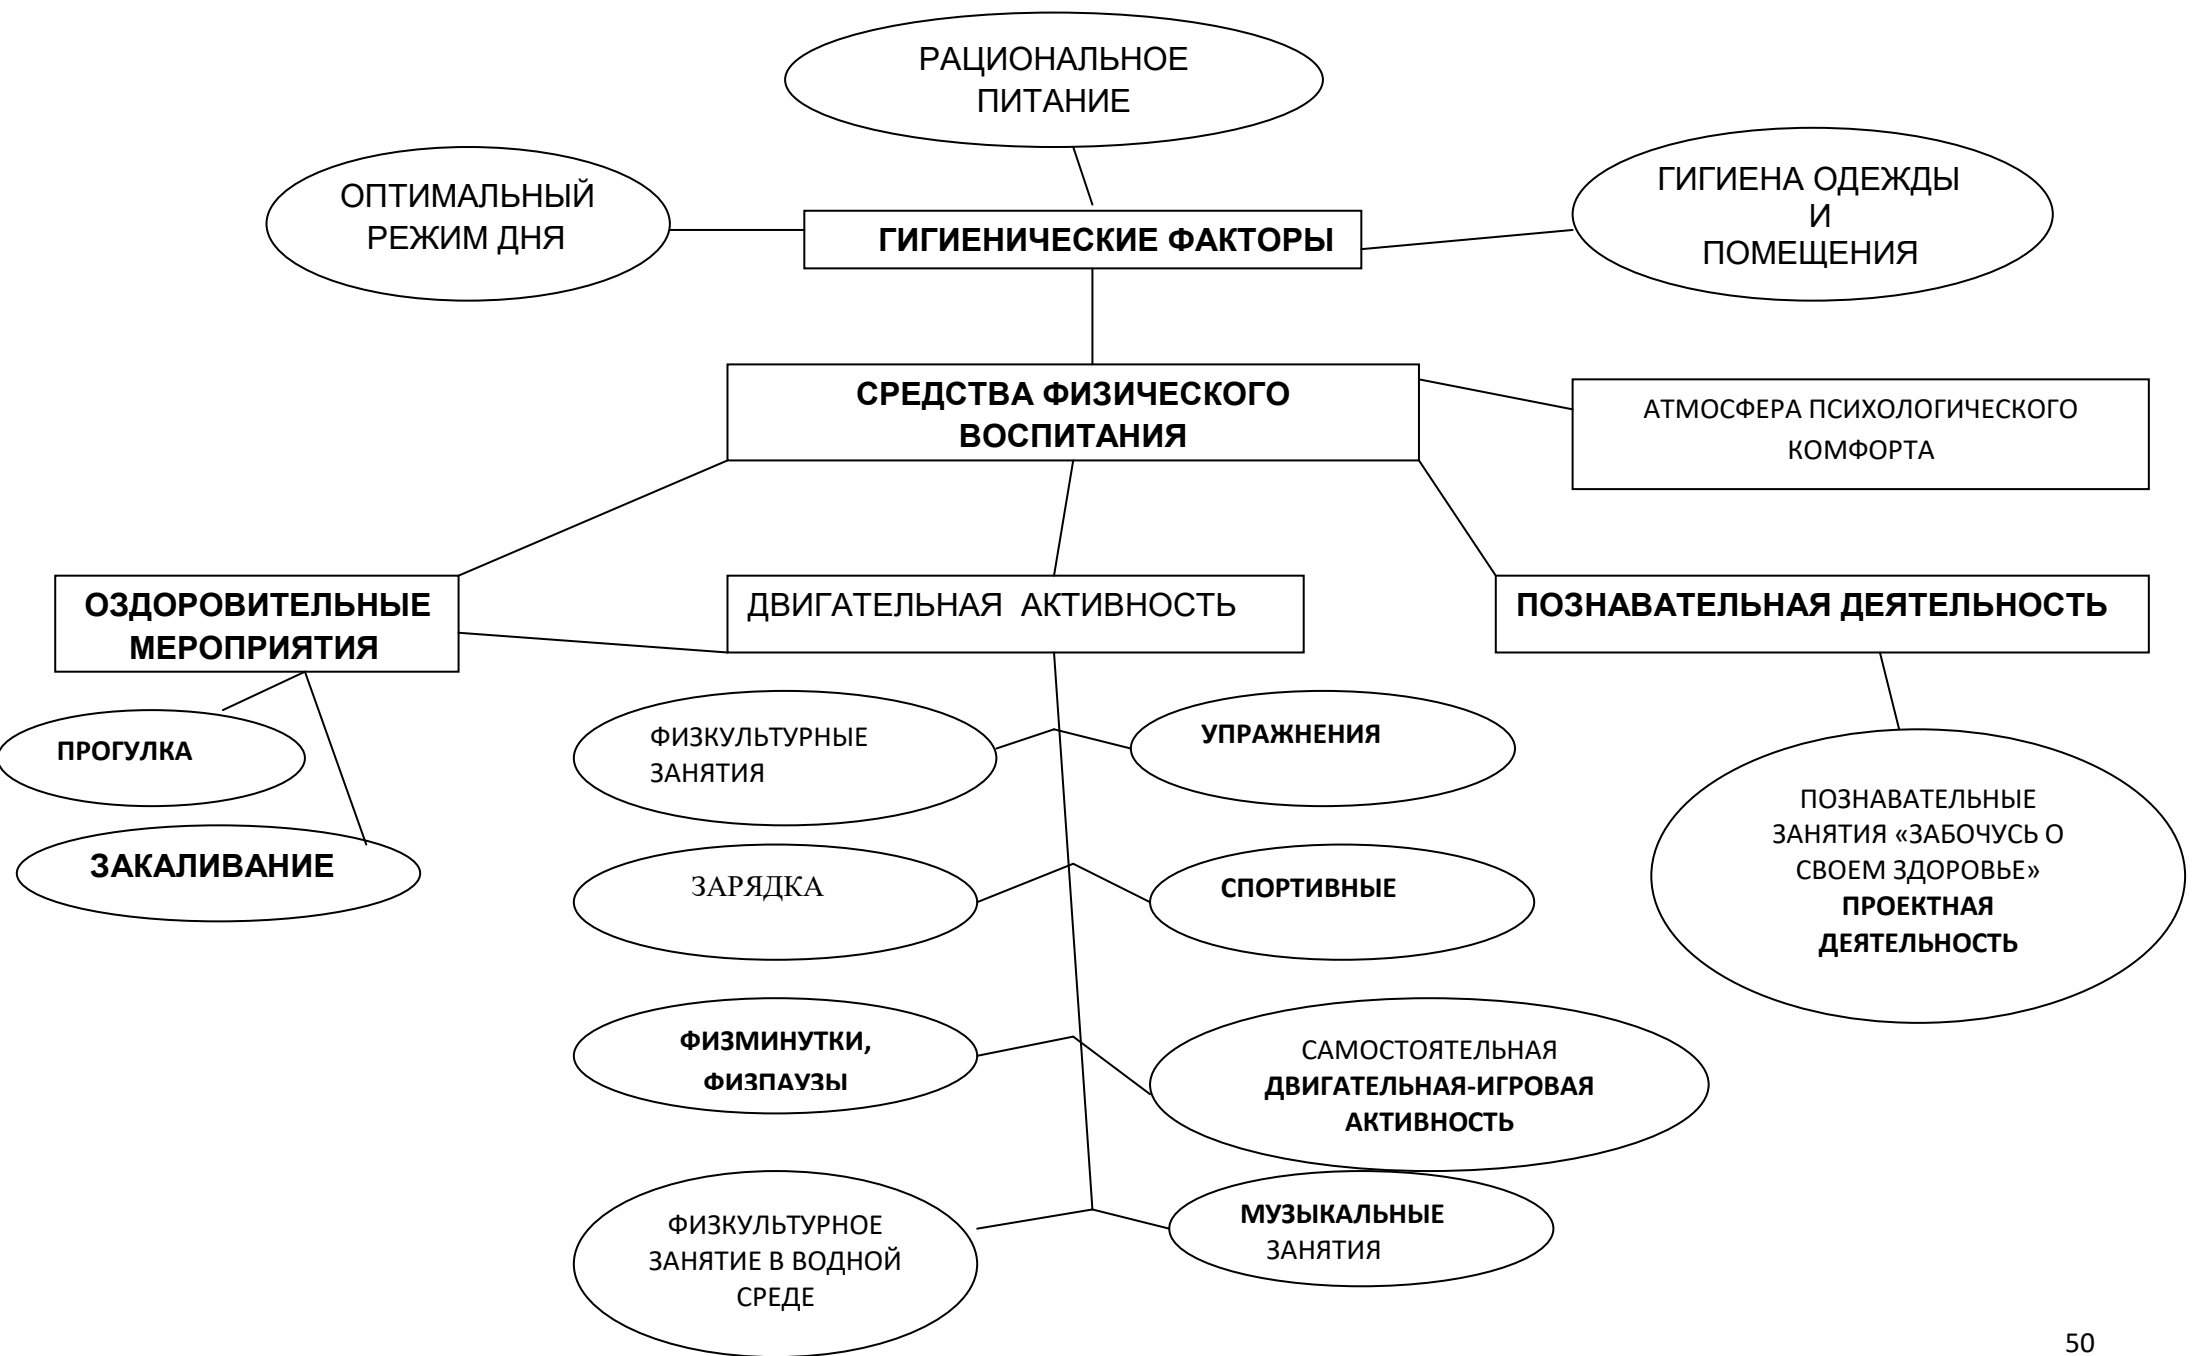 РАЦИОНАЛЬНОЕ
ПИТАНИЕ
ОПТИМАЛЬНЫЙ
РЕЖИМ ДНЯ
ГИГИЕНИЧЕСКИЕ ФАКТОРЫ
ГИГИЕНА ОДЕЖДЫ
И
ПОМЕЩЕНИЯ
СРЕДСТВА ФИЗИЧЕСКОГО
ВОСПИТАНИЯ
АТМОСФЕРА ПСИХОЛОГИЧЕСКОГО
КОМФОРТА
ОЗДОРОВИТЕЛЬНЫЕ
МЕРОПРИЯТИЯ
ДВИГАТЕЛЬНАЯ АКТИВНОСТЬ
ПОЗНАВАТЕЛЬНАЯ ДЕЯТЕЛЬНОСТЬ
ПРОГУЛКА
ЗАКАЛИВАНИЕ
ФИЗКУЛЬТУРНЫЕ
ЗАНЯТИЯ
УПРАЖНЕНИЯ
ЗАРЯДКА
СПОРТИВНЫЕ
ФИЗМИНУТКИ,
ФИЗПАУЗЫ
САМОСТОЯТЕЛЬНАЯ
ДВИГАТЕЛЬНАЯ-ИГРОВАЯ
АКТИВНОСТЬ
ФИЗКУЛЬТУРНОЕ
ЗАНЯТИЕ В ВОДНОЙ
СРЕДЕ
МУЗЫКАЛЬНЫЕ
ЗАНЯТИЯ
ПОЗНАВАТЕЛЬНЫЕ
ЗАНЯТИЯ «ЗАБОЧУСЬ О
СВОЕМ ЗДОРОВЬЕ»
ПРОЕКТНАЯ
ДЕЯТЕЛЬНОСТЬ
50